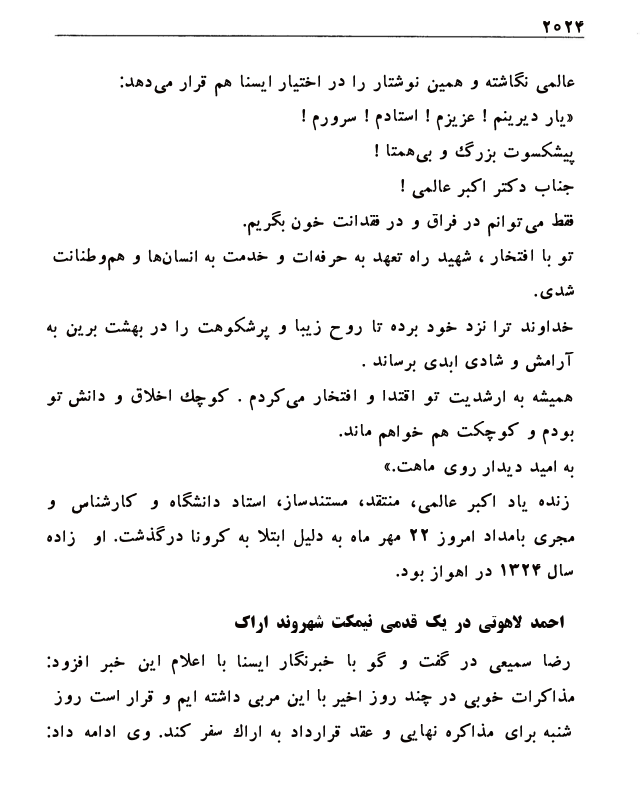 ۲۰۲۴
عالمی نگاشته و همین نوشتار را در اختیار ایسنا هم قرار می‌دهد:
«یار دیرینم ! عزیزم ! استادم ! سرورم !
پیشکسوت بزرگ و بی‌همتا !
جناب دکتر اکبر عالمی !
فقط می‌توانم در فراق و در فقدانت خون بگریم.
تو با افتخار ، شهید راه تعهد به حرفه‌ات و خدمت به انسان‌ها و هم‌وطنانت
شدی.
خداوند ترا نزد خود برده تا روح زیبا و پرشکوهت را در بهشت برین به
آرامش و شادی ابدی برساند .
همیشه به ارشدیت تو اقتدا و افتخار می‌کردم . کوچک اخلاق و دانش تو
بودم و کوچکت هم خواهم ماند.
به امید دیدار روی ماهت.»
زنده یاد اکبر عالمی، منتقد، مستندساز، استاد دانشگاه و کارشناس و
مجری بامداد امروز ۲۲ مهر ماه به دلیل ابتلا به کرونا درگذشت. او زاده
سال ۱۳۲۴ در اهواز بود.
احمد لاهوتی در یک قدمی نیمکت شهروند اراک
رضا سمیعی در گفت و گو با خبرنگار ایسنا با اعلام این خبر افزود:
مذاکرات خوبی در چند روز اخیر با این مربی داشته ایم و قرار است روز
شنبه برای مذاکره نهایی و عقد قرارداد به اراک سفر کند. وی ادامه داد: